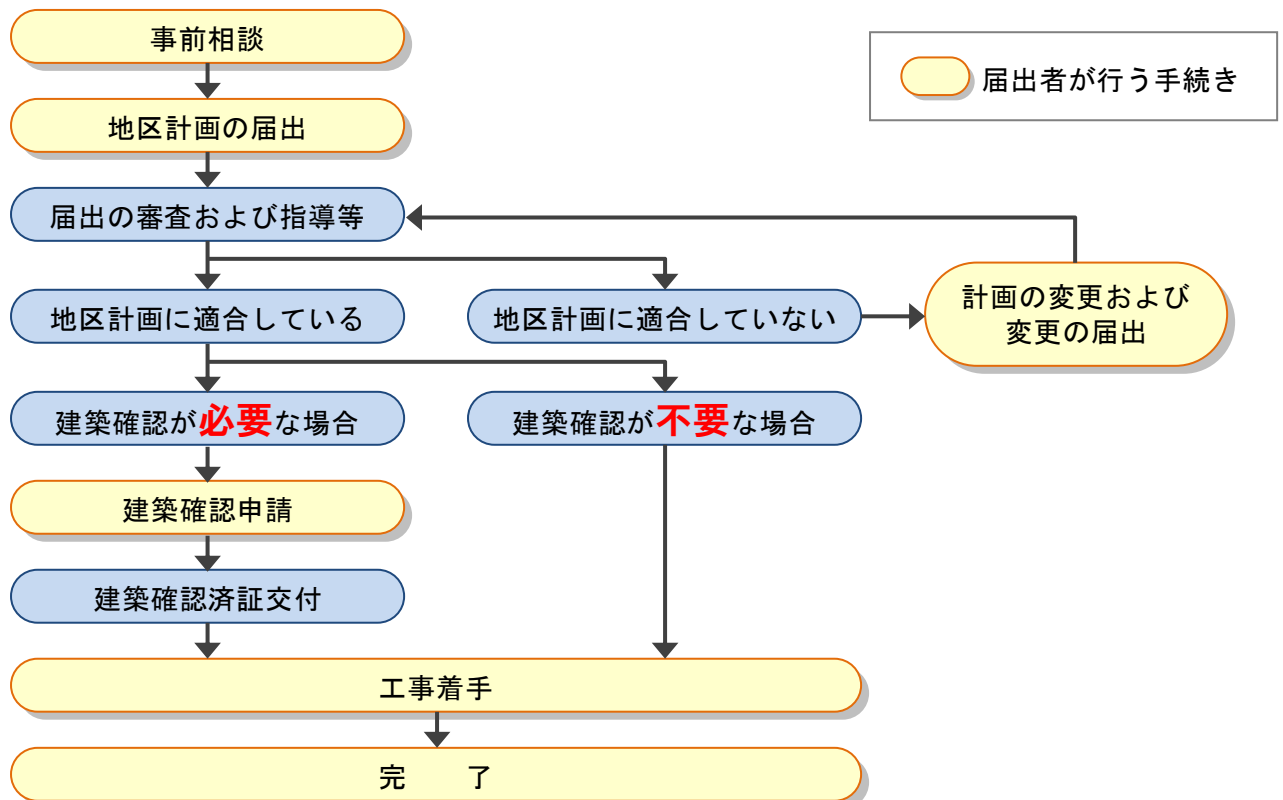 事前相談
届出者が行う手続き
地区計画の届出
届出の審査および指導等
地区計画に適合している
地区計画に適合していない
計画の変更および
変更の届出
建築確認が必要な場合
建築確認が不要な場合
建築確認申請
建築確認済証交付
工事着手
完　　了